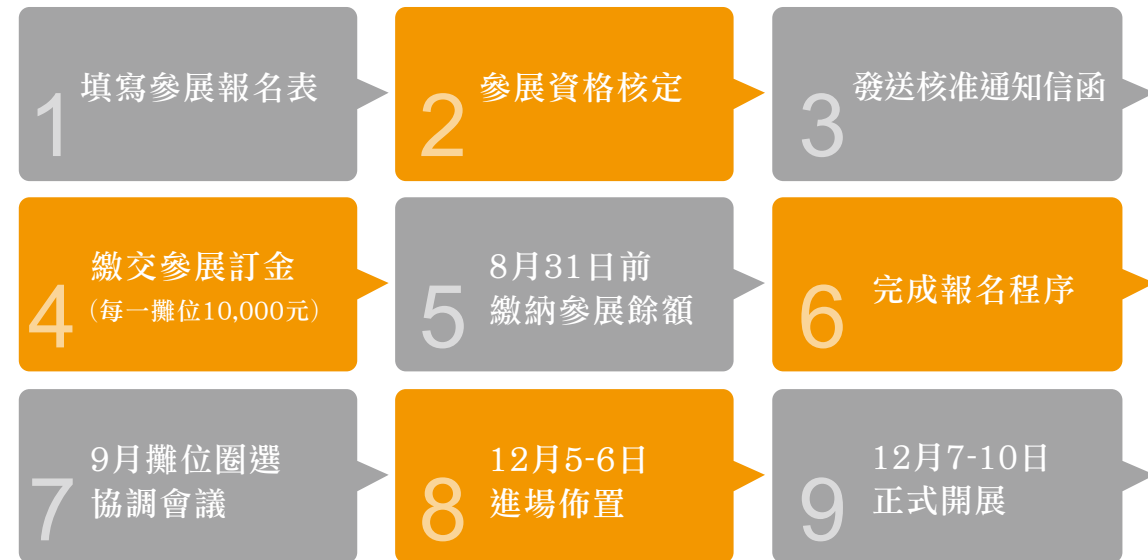 1
填寫參展報名表
2
參展資格核定
3
發送核准通知信函
4
繳交參展訂金
(每一攤位10,000元)
5
8月31日前
繳納參展餘額
6
完成報名程序
7
9月攤位圈選
協調會議
8
12月5-6日
進場佈置
9
12月7-10日
正式開展